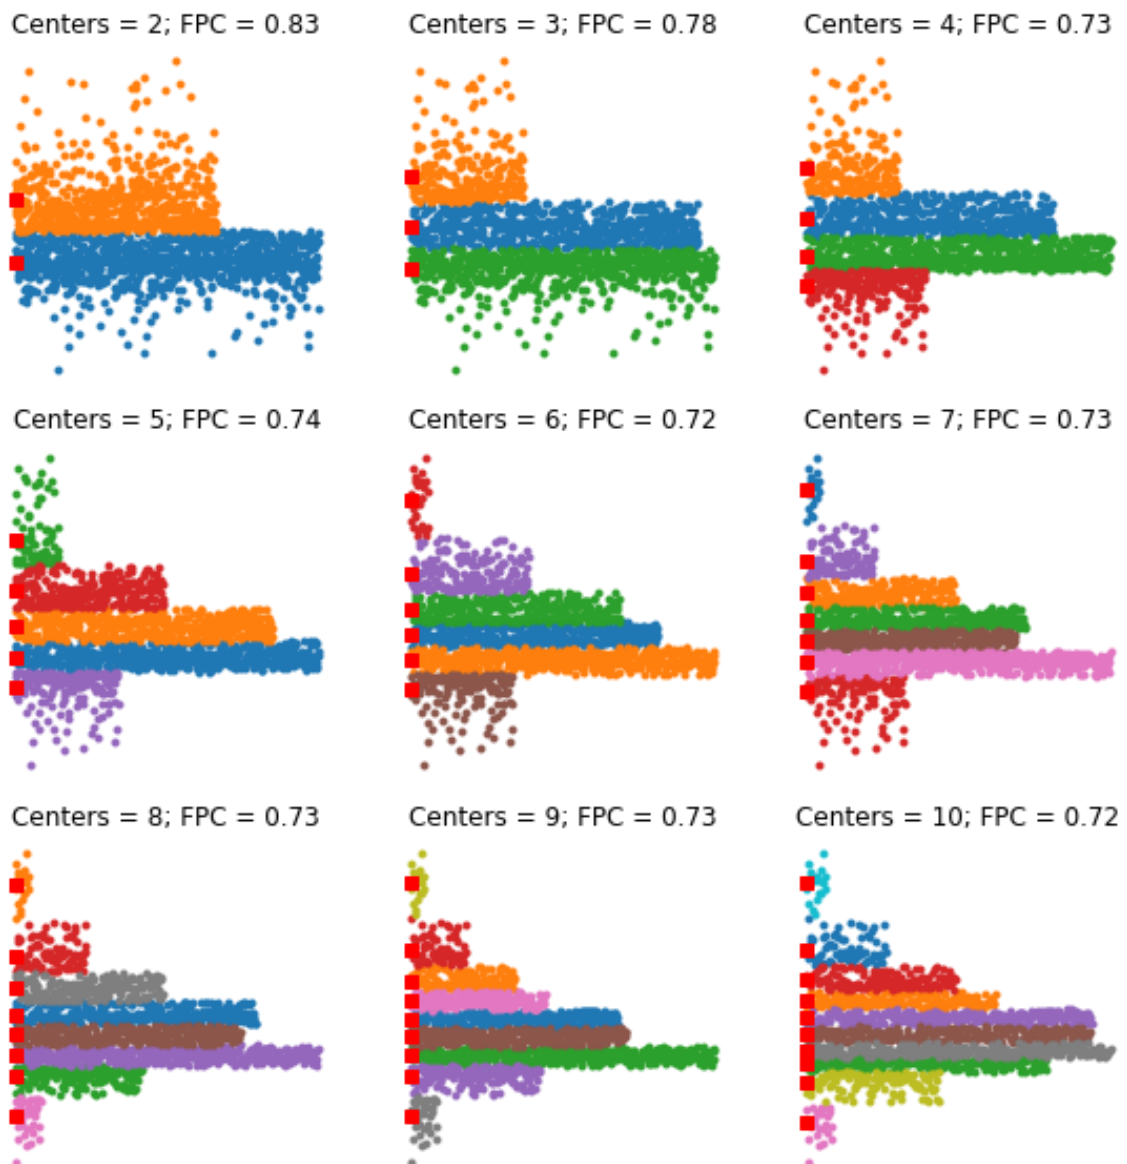 Centers = 2; FPC = 0.83
Centers = 3; FPC = 0.78
Centers = 4; FPC = 0.73
Centers = 5; FPC = 0.74
Centers = 6; FPC = 0.72
Centers = 7; FPC = 0.73
Centers = 8; FPC = 0.73
Centers = 9; FPC = 0.73
Centers = 10; FPC = 0.72